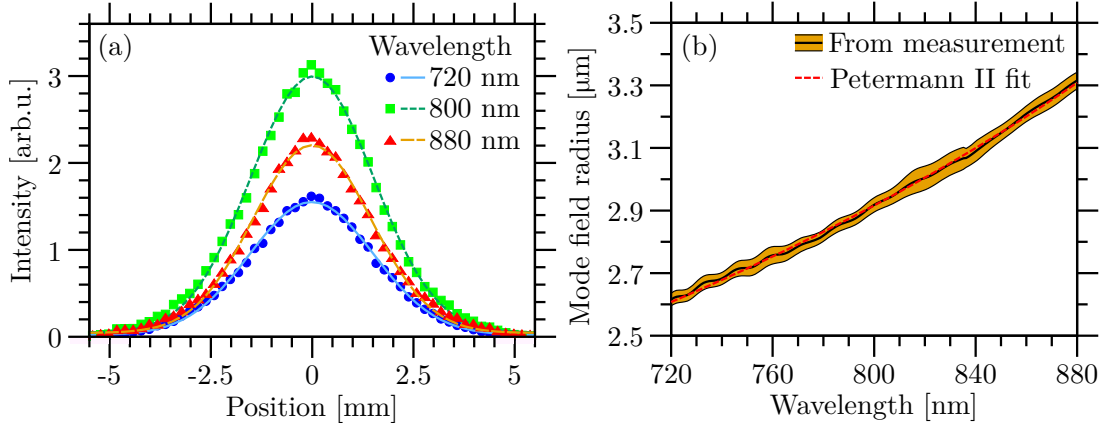 (a)
Wavelength
720 nm
800 nm
880 nm
Intensity [arb.u.]
3
2
1
0
-5
-2.5
0
2.5
5
Position [mm]
(b)
From measurement
Petermann II fit
Mode field radius [μm]
3.5
3.3
3.1
2.9
2.7
2.5
720
760
800
840
880
Wavelength [nm]